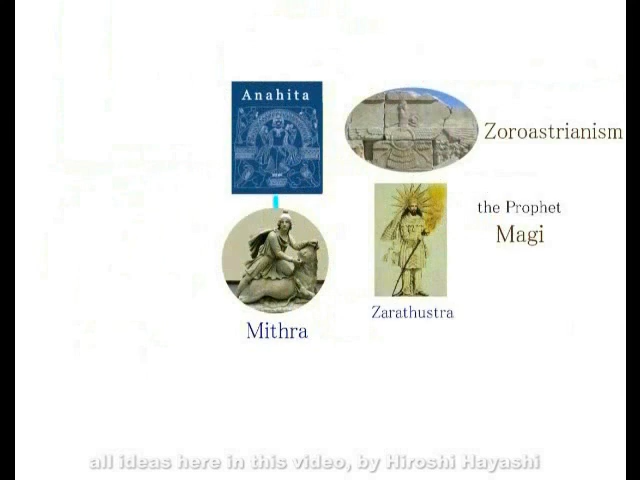 Anahita
Zoroastrianism
the Prophet
Magi
Zarathustra
Mithra
all ideas here in this video, by Hiroshi Hayashi